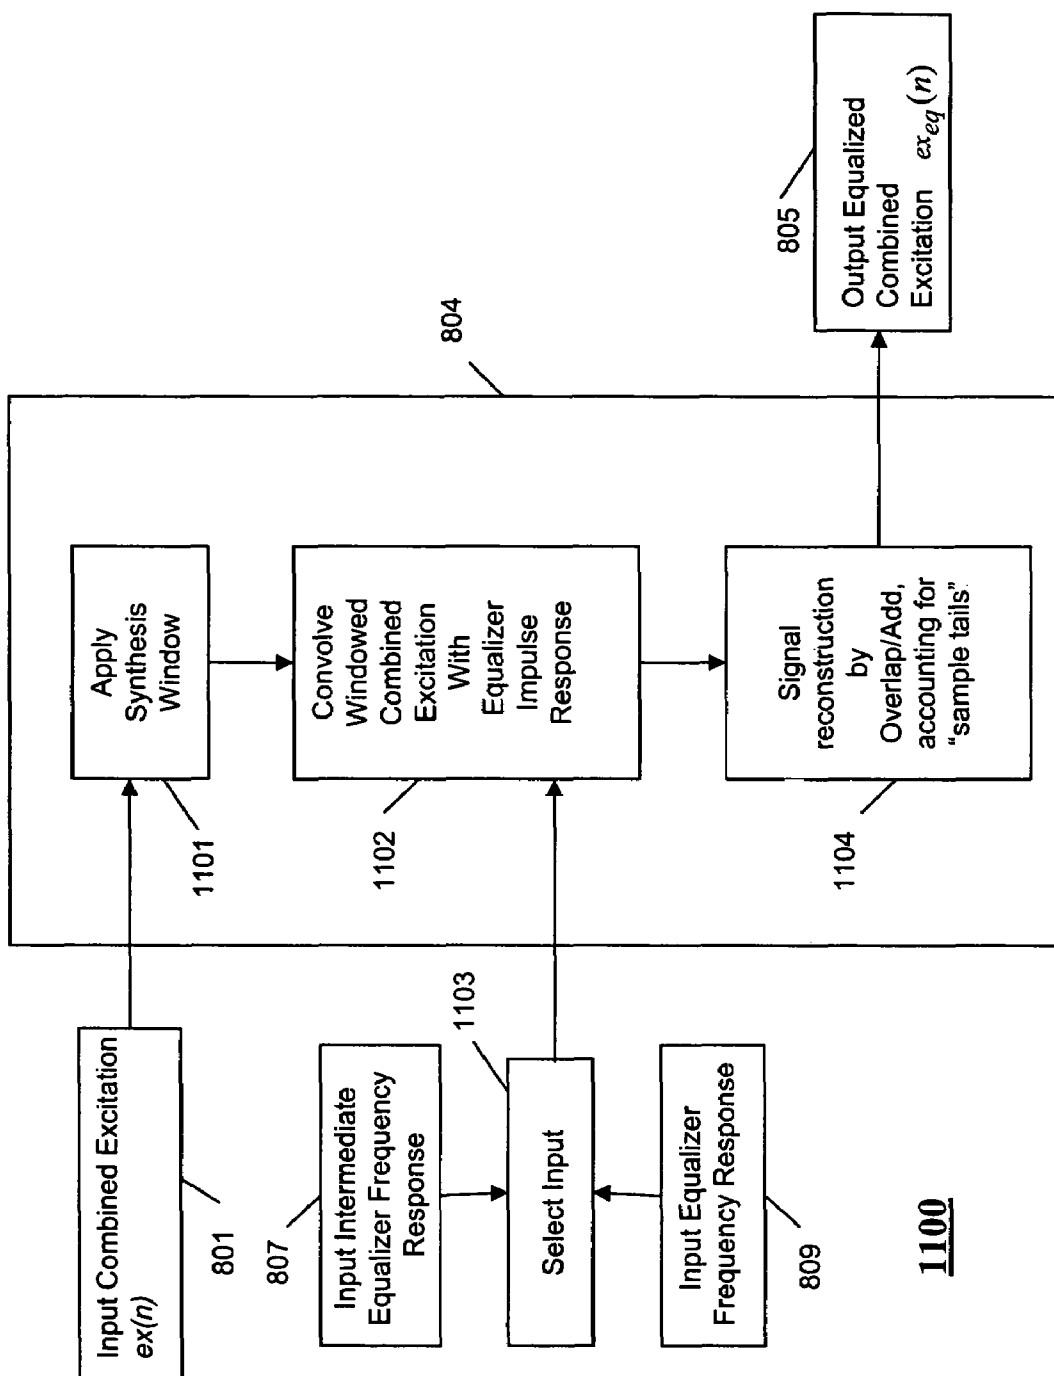 Input Combined Excitation
ex(n)
801
807
Input Intermediate
Equalizer Frequency
Response
1103
Select Input
Input Equalizer
Frequency Response
809
1100
804
Apply
Synthesis
Window
1101
Convolve
Windowed
Combined
Excitation
With
Equalizer
Impulse
Response
1102
Signal
reconstruction
by
Overlap/Add,
accounting for
“sample tails”
1104
805
Output Equalized
Combined
Excitation ex_eq(n)